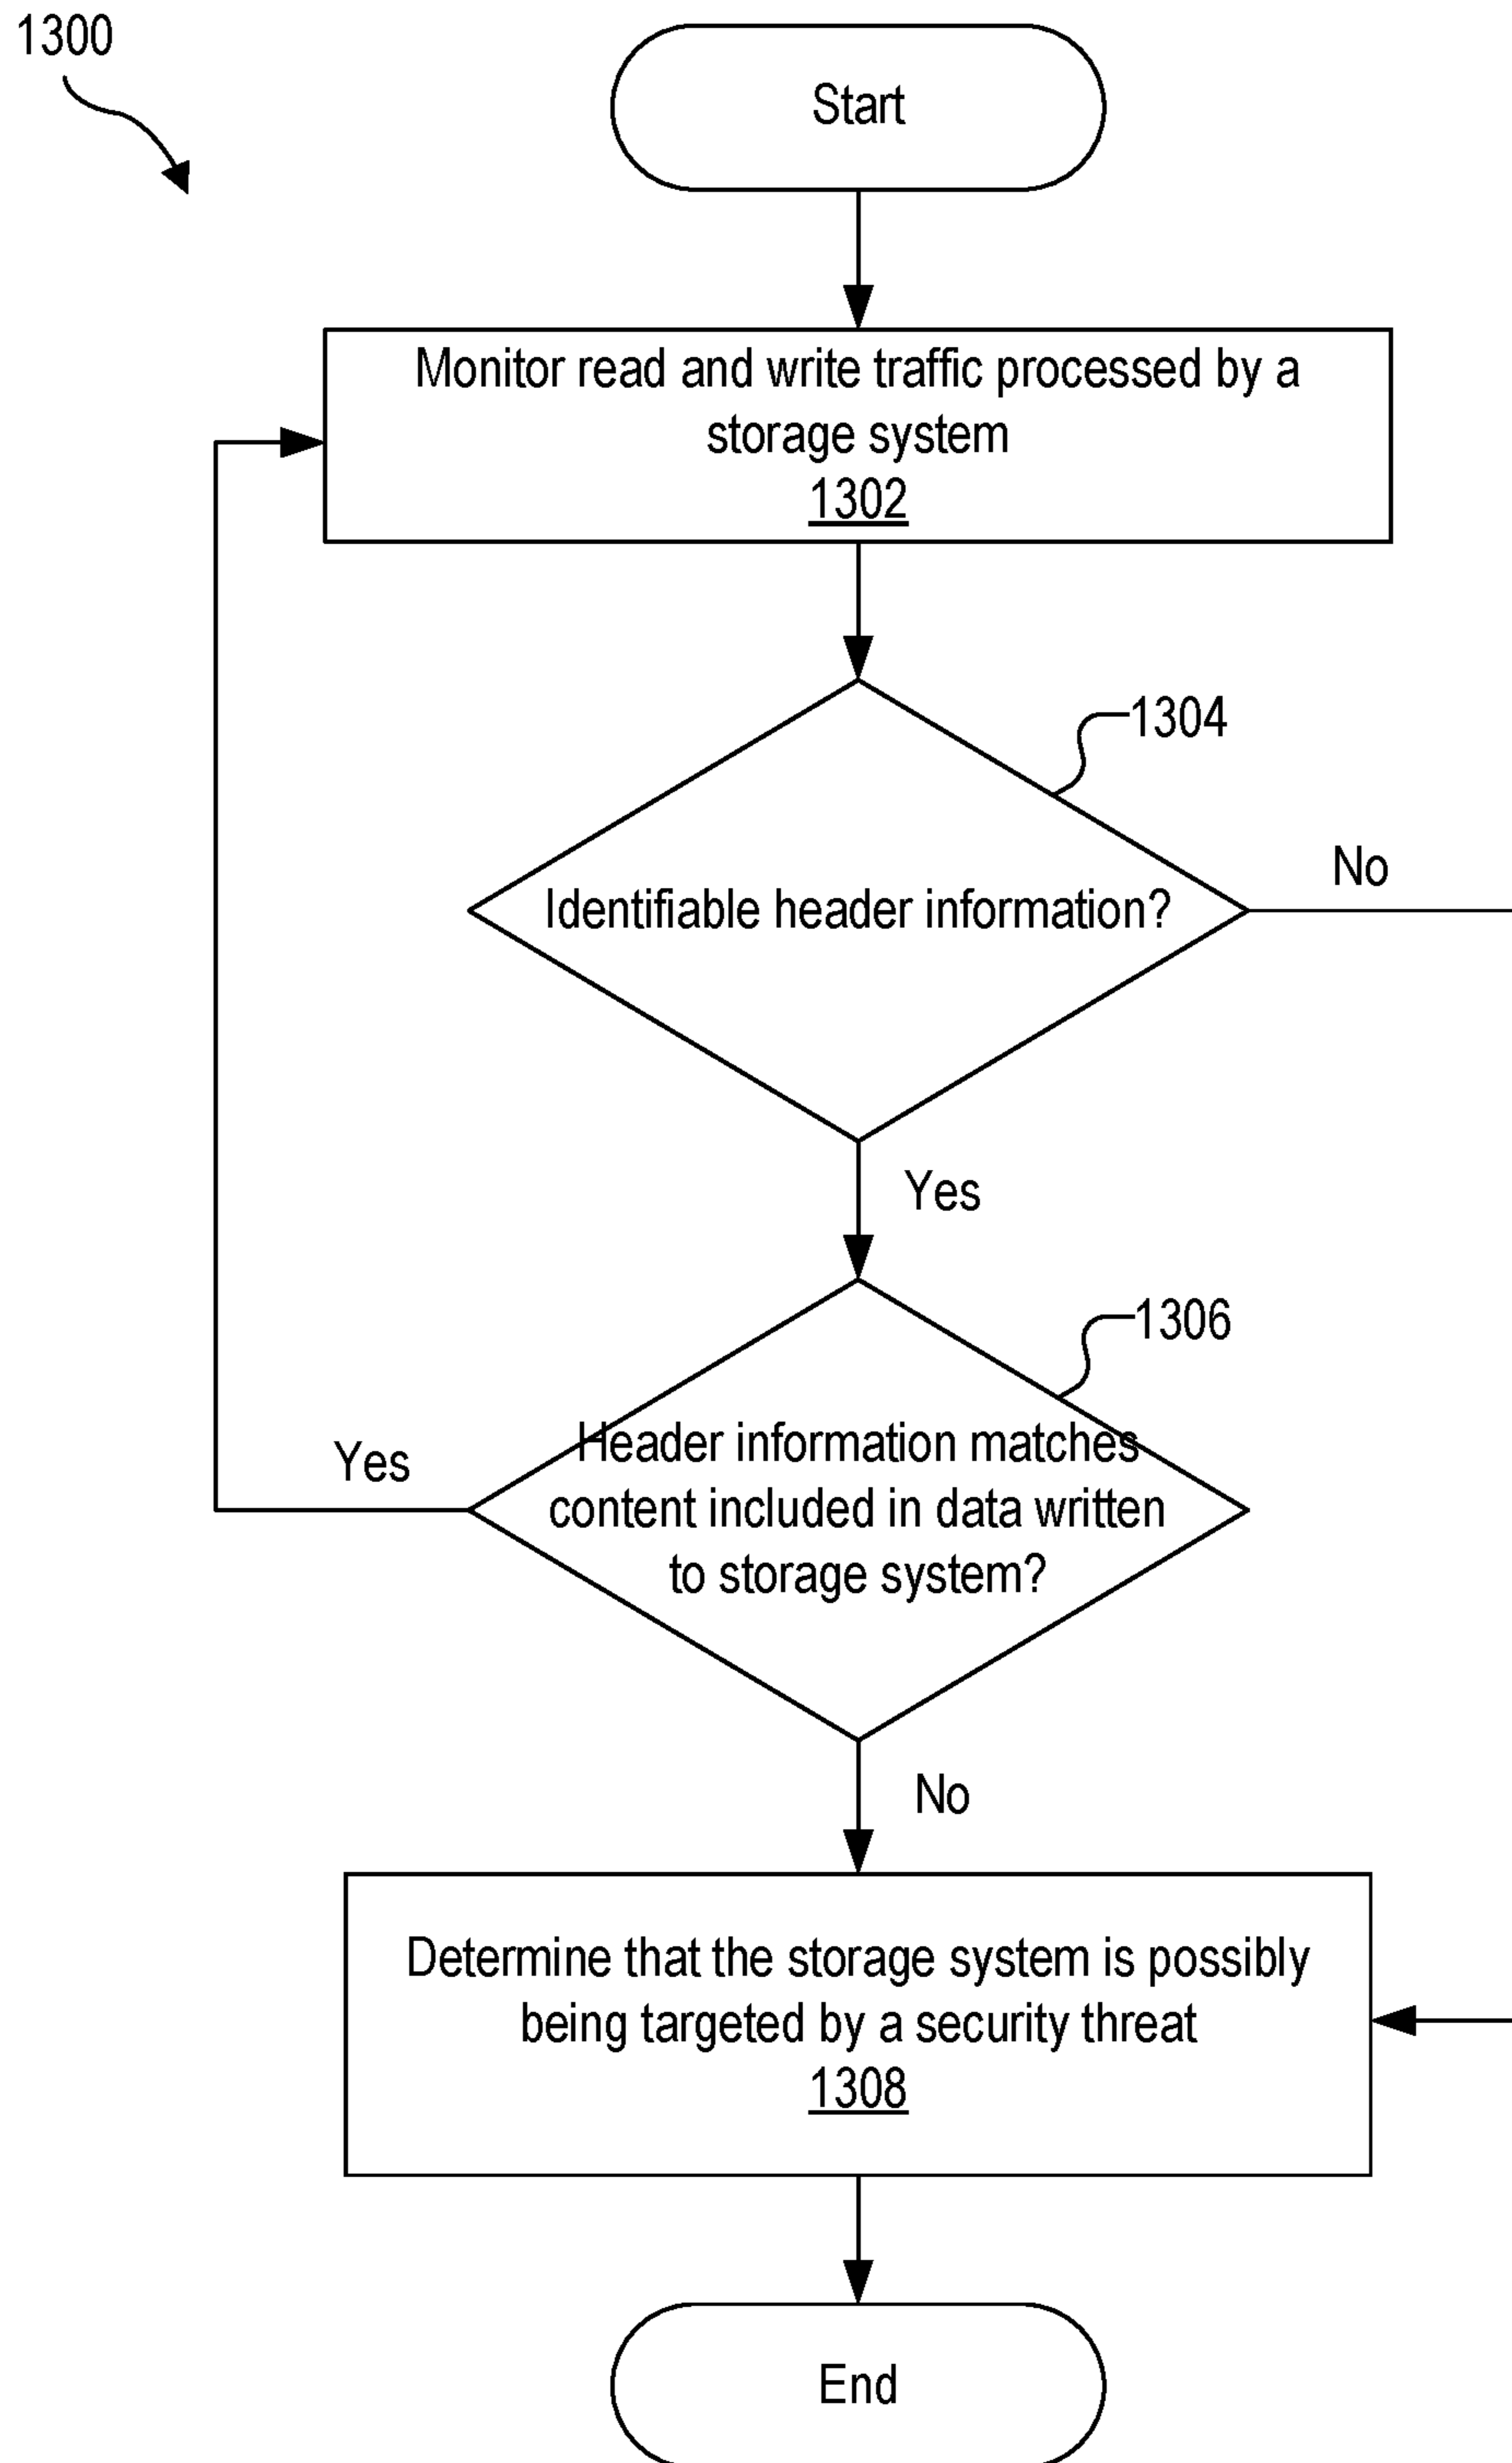 1300
Start
Monitor read and write traffic processed by a
storage system
1302
1304
Identifiable header information?
No
Yes
1306
Header information matches
content included in data written
to storage system?
Yes
No
Determine that the storage system is possibly
being targeted by a security threat
1308
End